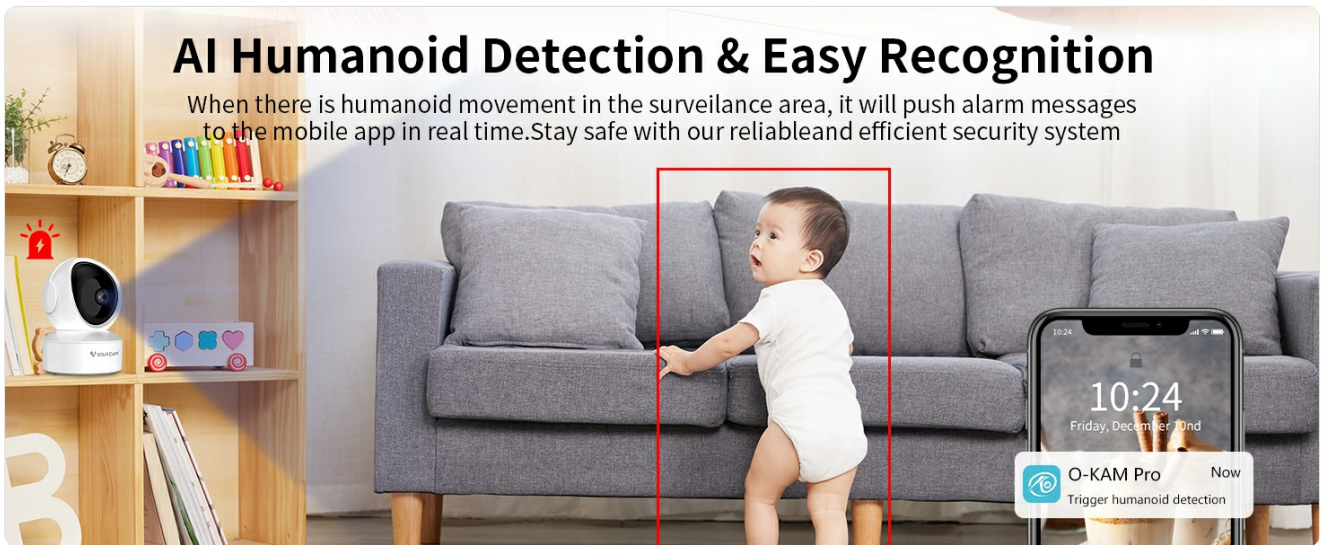 AI Humanoid Detection & Easy Recognition
When there is humanoid movement in the surveilance area, it will push alarm messages
to the mobile app in real time.Stay safe with our reliableand efficient security system
VSTARCAM
10:24
10:24
Friday, December 10nd
O-KAM Pro Now
Trigger humanoid detection
B